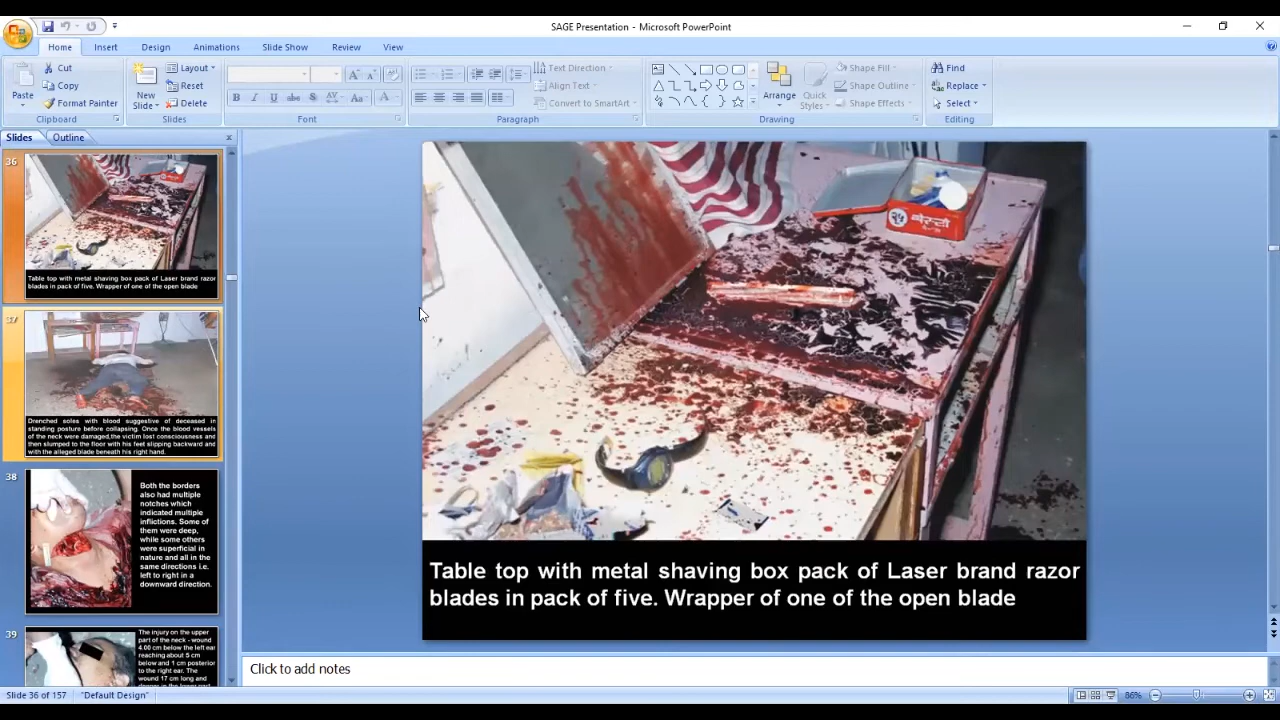 SAGE Presentation - Microsoft PowerPoint
Home Insert Design Animations Slide Show Review View
Paste
Cut
Copy
Format Painter
Clipboard
New
Slide
Layout
Reset
Delete
Slides
B I U abc S AV Aa A
Font
Text Direction
Align Text
Convert to SmartArt
Paragraph
Arrange
Quick
Styles
Shape Fill
Shape Outline
Shape Effects
Drawing
Find
Replace
Select
Editing
Slides Outline
36
Table top with metal shaving box pack of Laser brand razor
blades in pack of five. Wrapper of one of the open blade
37
Drenched soles with blood suggestive of deceased in
standing posture before collapsing. Once the blood vessels
of the neck were damaged,the victim lost consciousness and
then slumped to the floor with his feet slipping backward and
with the alleged blade beneath his right hand.
38
Both the borders
also had multiple
notches which
indicated multiple
inflictions. Some of
them were deep,
while some others
were superficial in
nature and all in the
same directions i.e.
left to right in a
downward direction.
39
The injury on the upper
part of the neck - wound
4.00 cm below the left ear
reaching about 5 cm
below and 1 cm posterior
to the right ear. The
wound 17 cm long and
Table top with metal shaving box pack of Laser brand razor
blades in pack of five. Wrapper of one of the open blade
Click to add notes
Slide 36 of 157 "Default Design" 86%